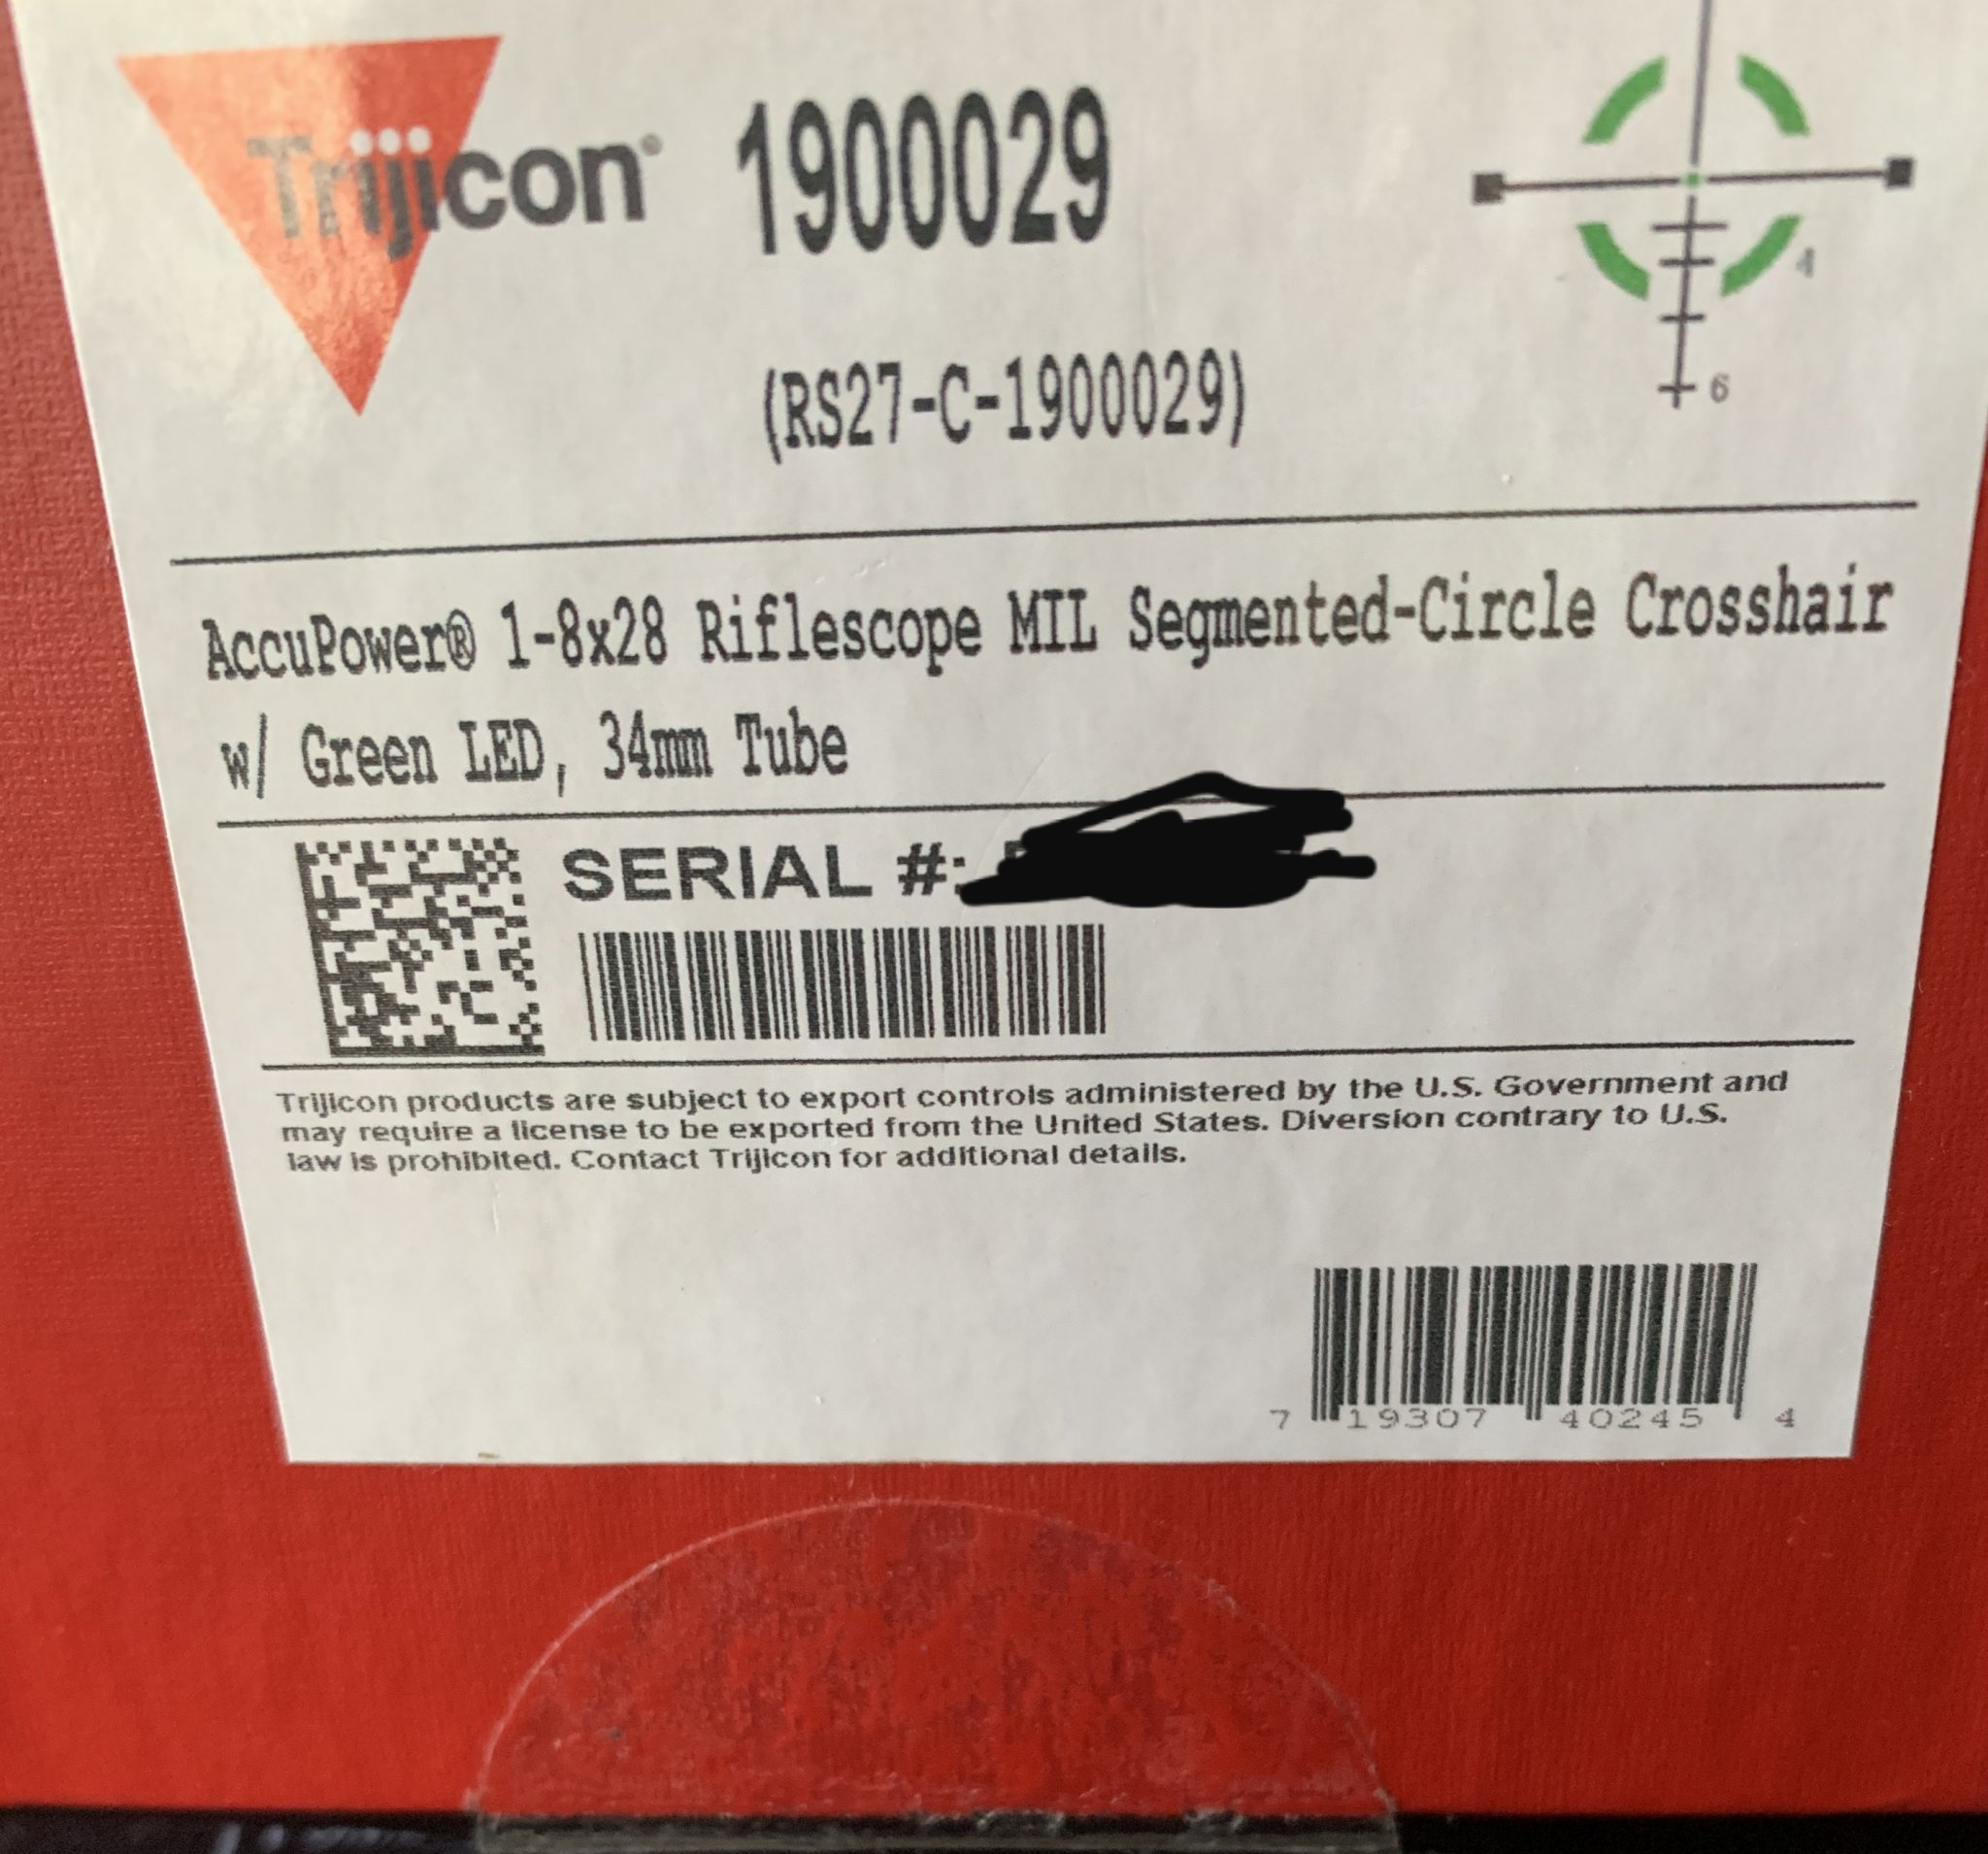 Trijicon® 1900029
(RS27-C-1900029)
4
6
AccuPower® 1-8x28 Riflescope MIL Segmented-Circle Crosshair
w/ Green LED, 34mm Tube
SERIAL #:
Trijicon products are subject to export controls administered by the U.S. Government and
may require a license to be exported from the United States. Diversion contrary to U.S.
law is prohibited. Contact Trijicon for additional details.
7 19307 40245 4